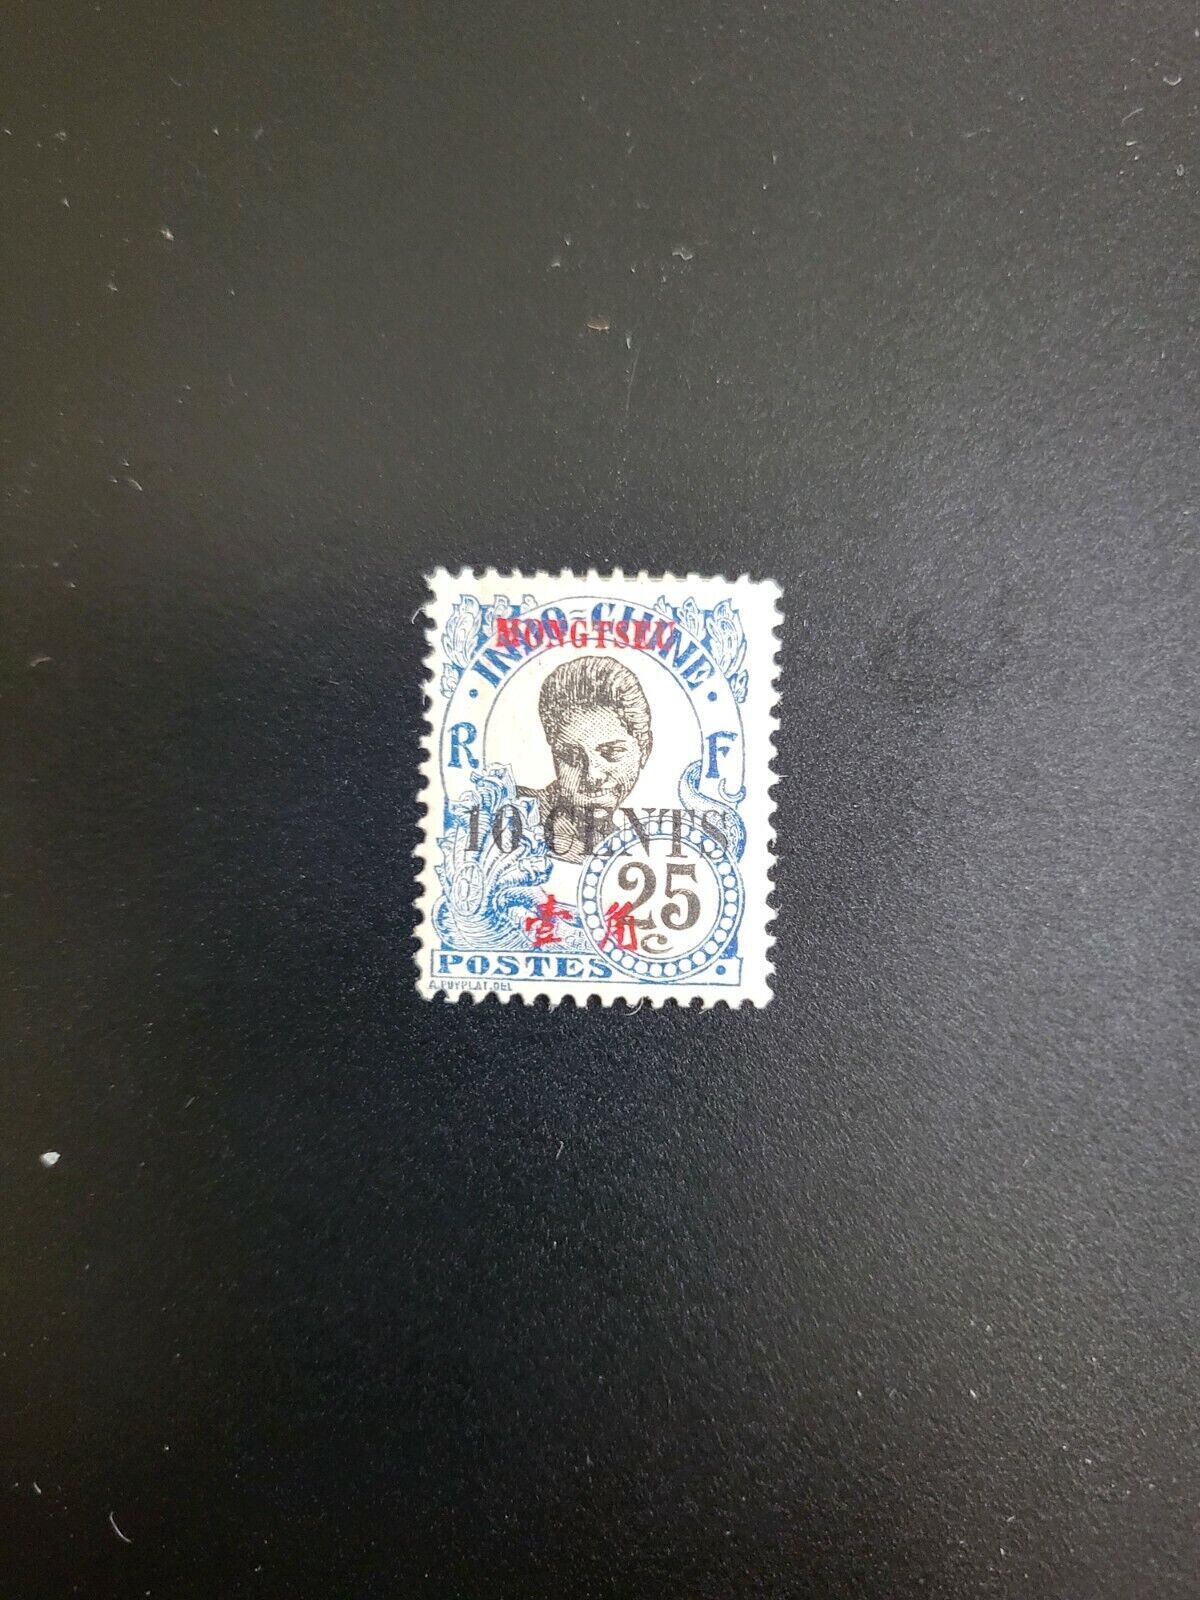 INDO-CHINE
MONGTSEU
R F
10 CENTS
25
c
壹 角
POSTES
A. PUYPLAT. DEL